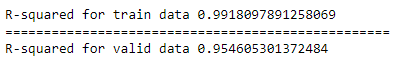 R-squared for train data 0.9918097891258069
==================================================
R-squared for valid data 0.954605301372484